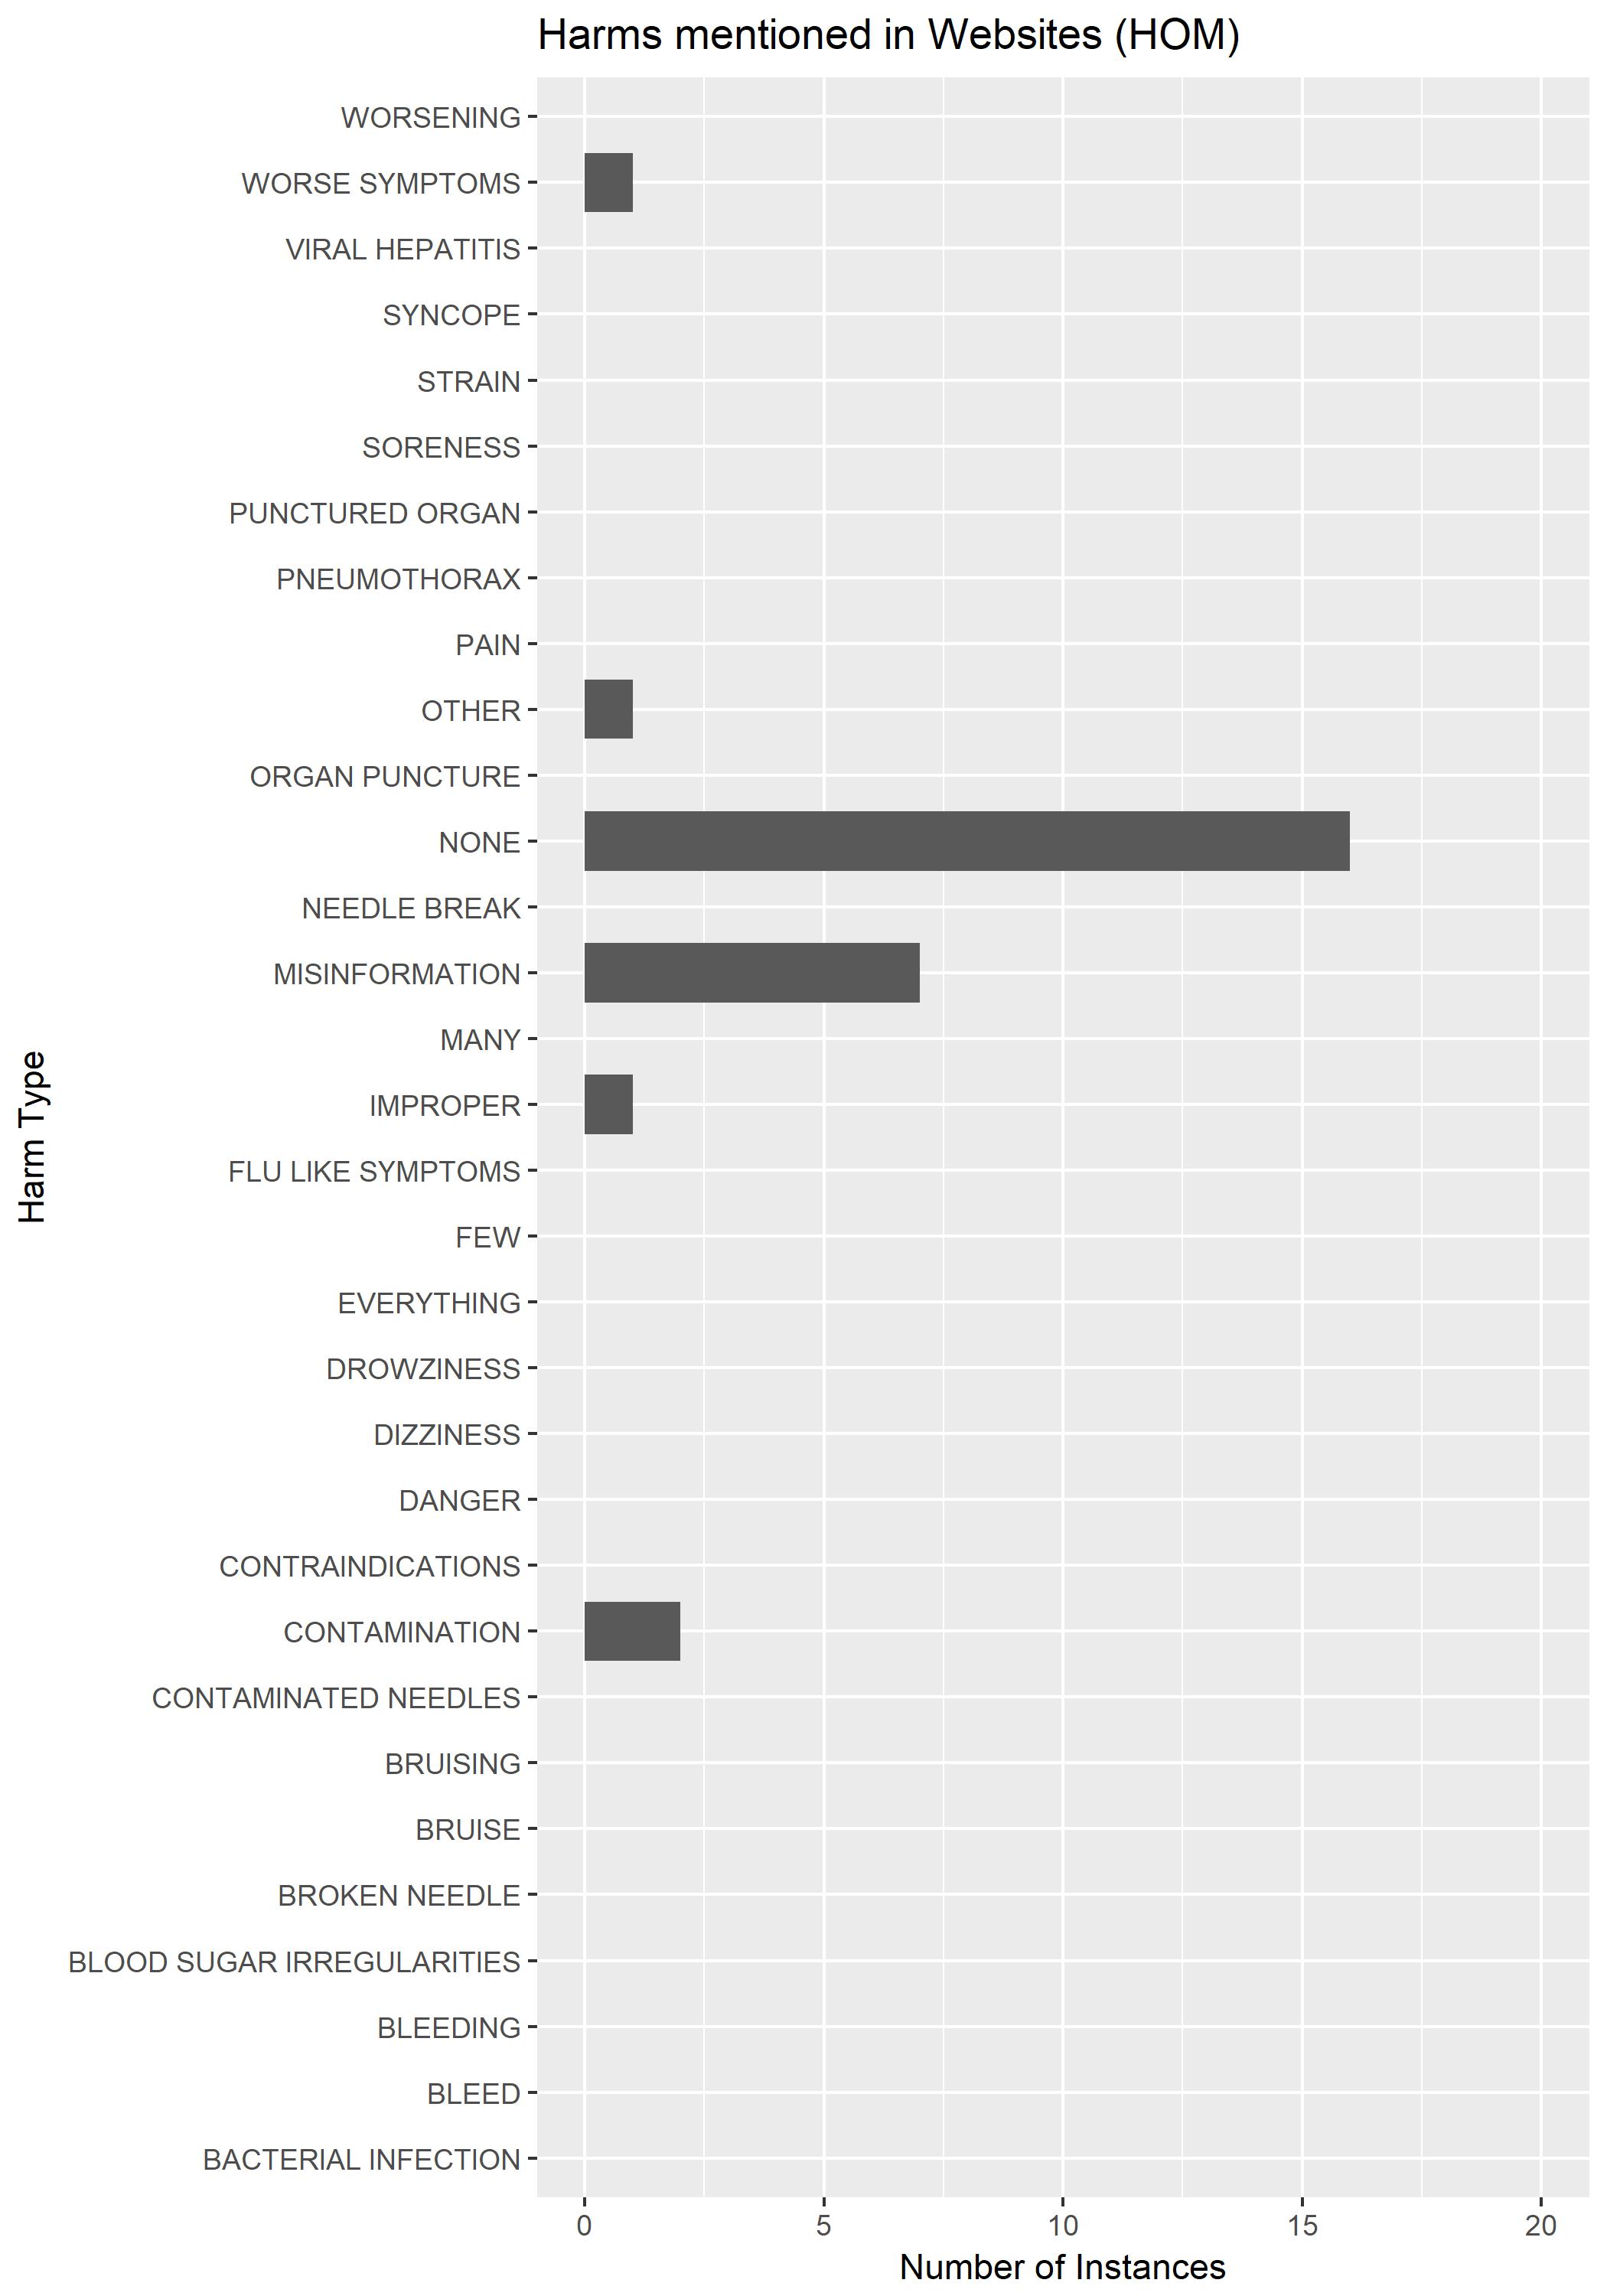 Harms mentioned in Websites (HOM)
WORSENING
WORSE SYMPTOMS
VIRAL HEPATITIS
SYNCOPE
STRAIN
SORENESS
PUNCTURED ORGAN
PNEUMOTHORAX
PAIN
OTHER
ORGAN PUNCTURE
NONE
NEEDLE BREAK
MISINFORMATION
MANY
IMPROPER
FLU LIKE SYMPTOMS
FEW
EVERYTHING
DROWZINESS
DIZZINESS
DANGER
CONTRAINDICATIONS
CONTAMINATION
CONTAMINATED NEEDLES
BRUISING
BRUISE
BROKEN NEEDLE
BLOOD SUGAR IRREGULARITIES
BLEEDING
BLEED
BACTERIAL INFECTION
Harm Type
0 5 10 15 20
Number of Instances